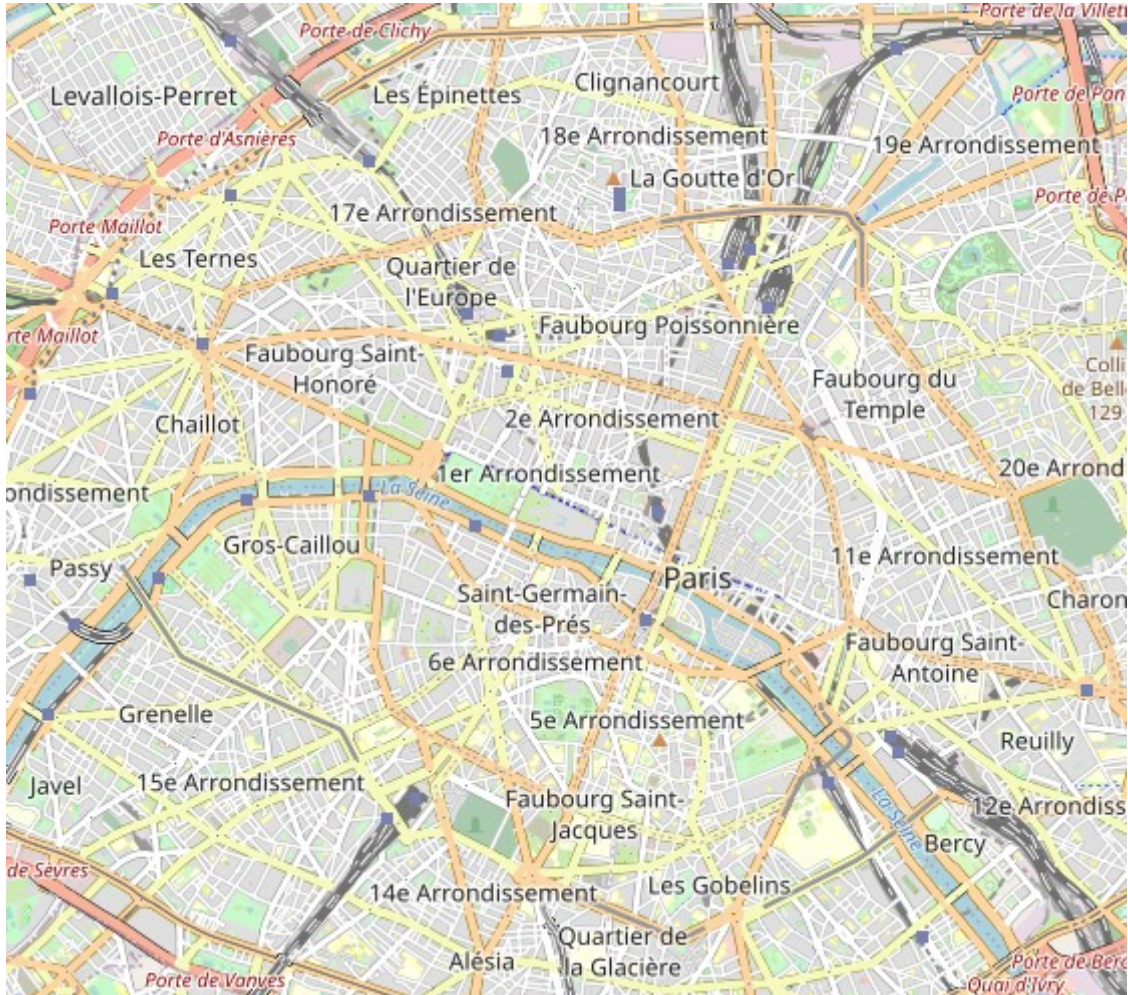 Porte de la Villett
Porte de Clichy
Clignancourt
Levallois-Perret
Les Épinettes
Porte de Pan
Porte d'Asnières
18e Arrondissement
19e Arrondissement
La Goutte d'Or
Porte de P
17e Arrondissement
Porte Maillot
Les Ternes
Quartier de
l'Europe
rte Maillot
Faubourg Poissonnière
Faubourg Saint-
Honoré
Colli
de Belle
129
Faubourg du
Temple
Chaillot
2e Arrondissement
1er Arrondissement
20e Arrond
ondissement
La Seine
Gros-Caillou
11e Arrondissement
Passy
Paris
Saint-Germain-
des-Prés
Charon
Faubourg Saint-
Antoine
6e Arrondissement
Grenelle
5e Arrondissement
Reuilly
Javel
15e Arrondissement
Faubourg Saint-
Jacques
La Seine
12e Arrondiss
Bercy
de Sèvres
14e Arrondissement
Les Gobelins
Quartier de
la Glacière
Alésia
Porte de Vanves
Porte de Berc
Quai d'Ivry